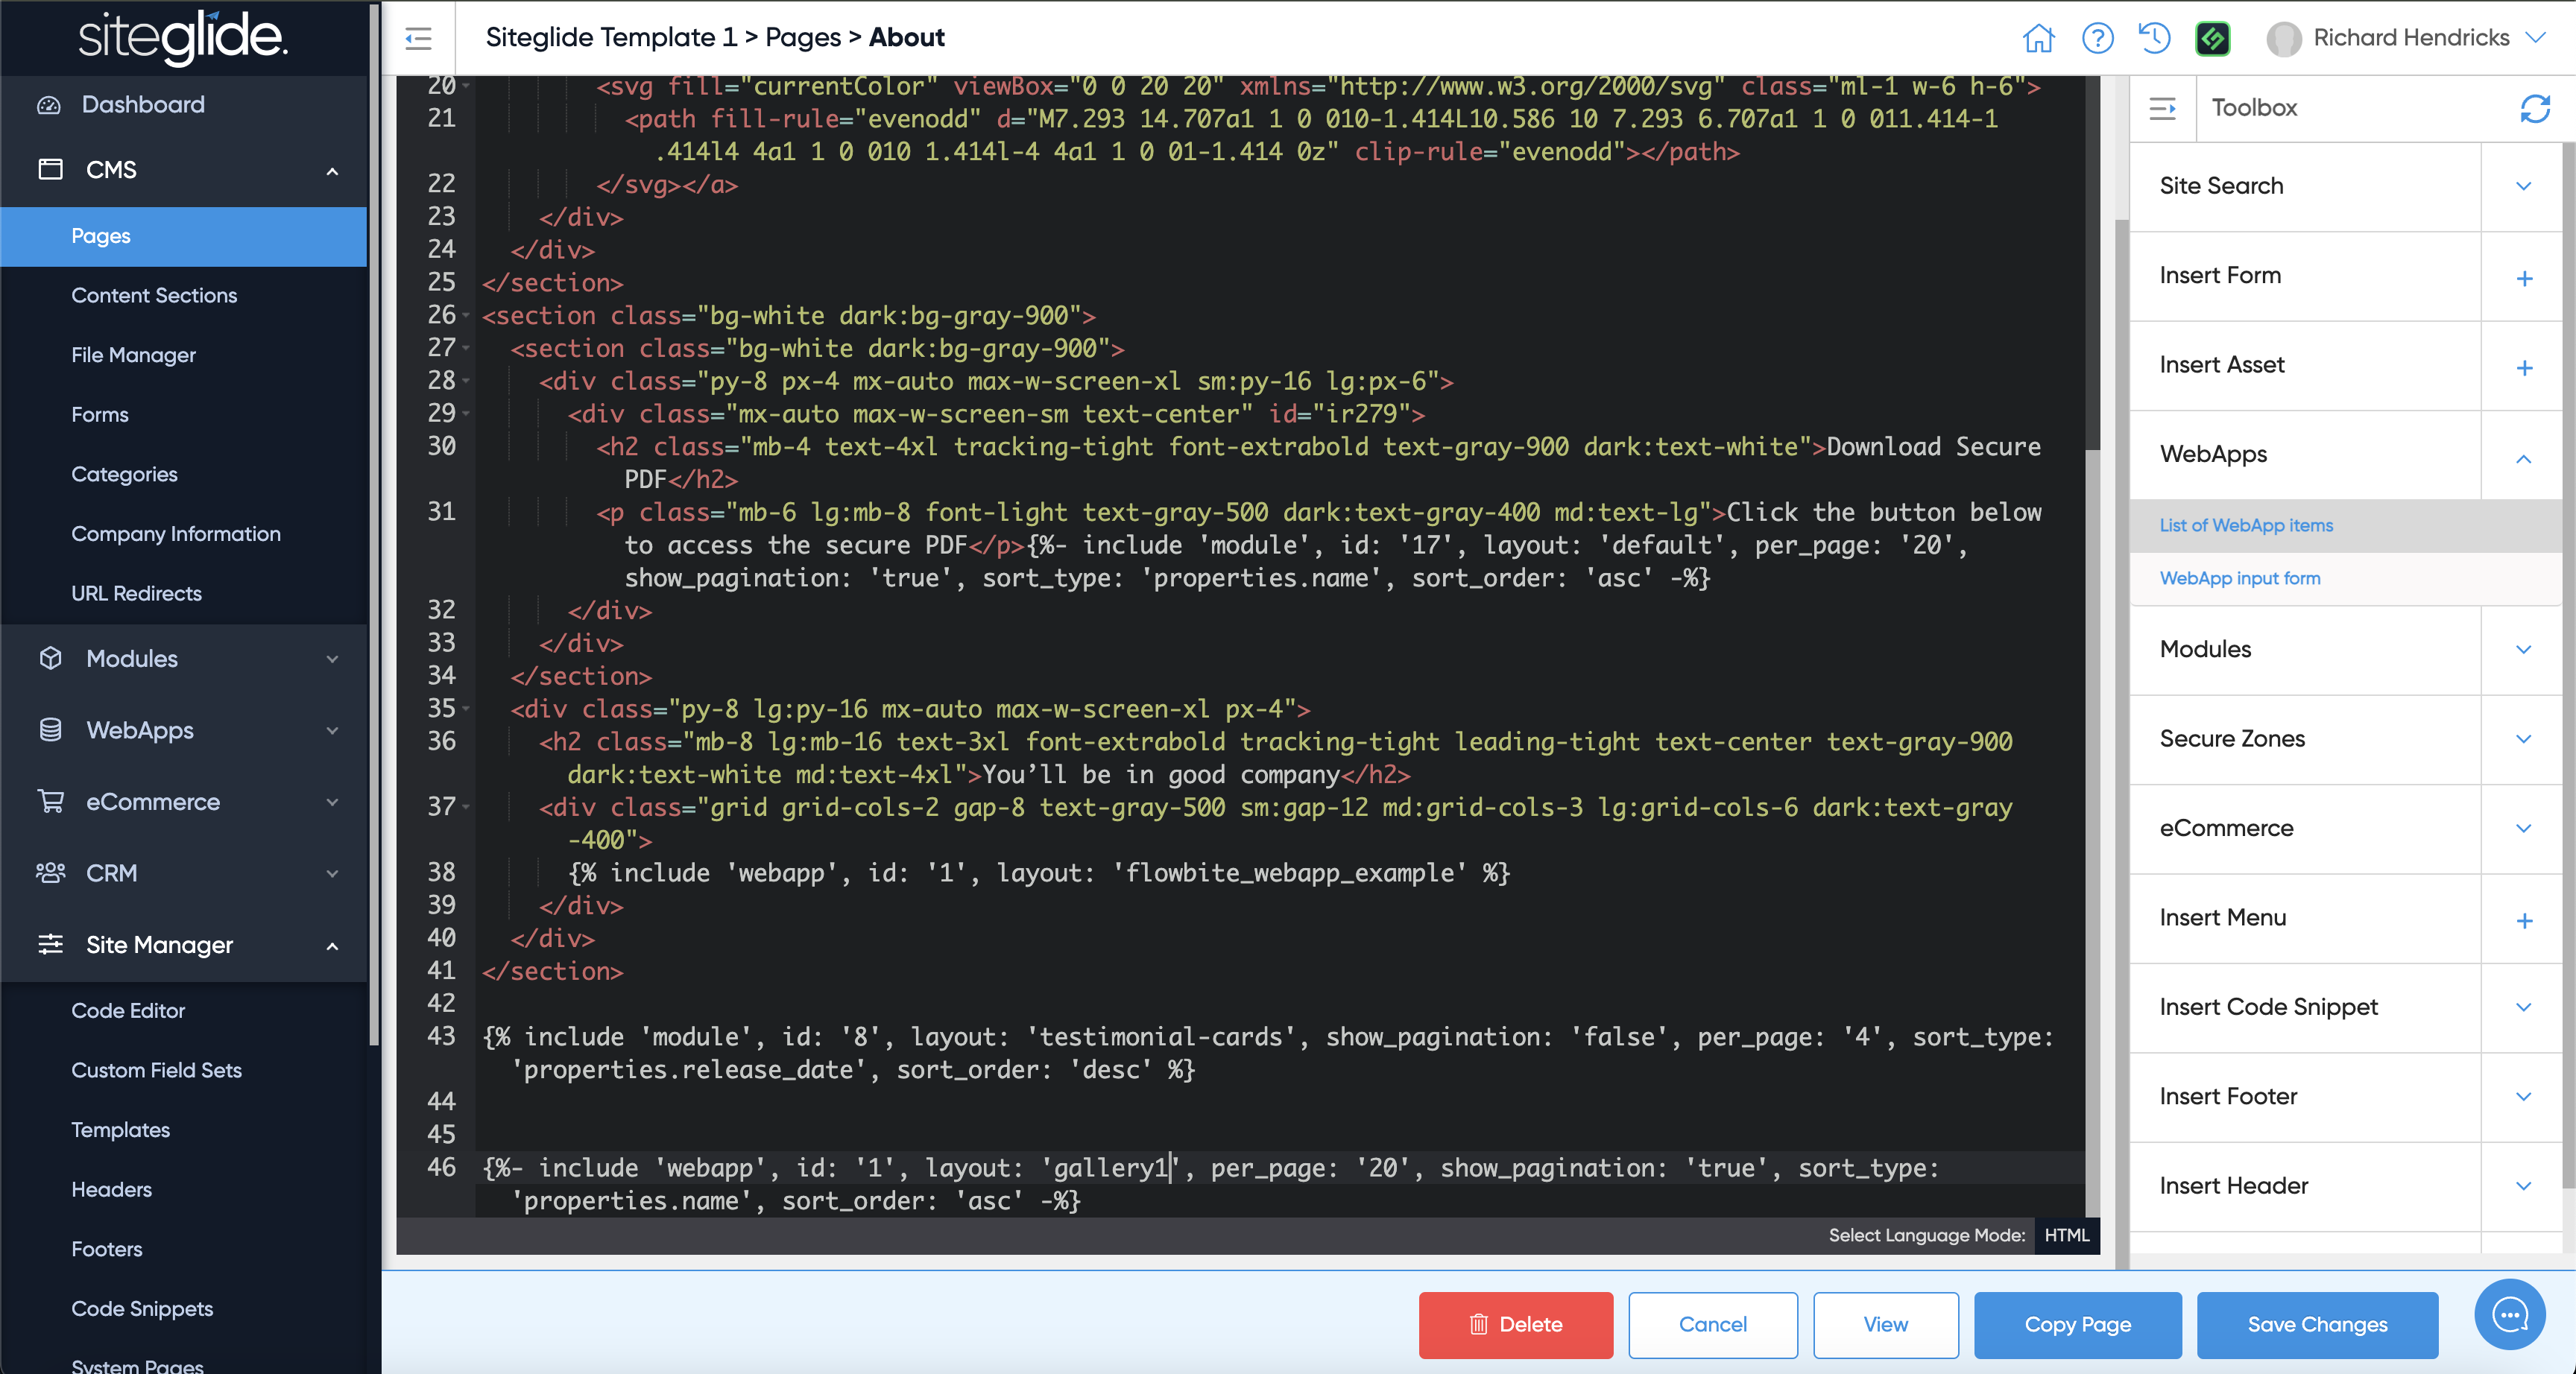 siteglide.
Siteglide Template 1 > Pages > About
Richard Hendricks
Dashboard
CMS
Pages
Content Sections
File Manager
Forms
Categories
Company Information
URL Redirects
Modules
WebApps
eCommerce
CRM
Site Manager
Code Editor
Custom Field Sets
Templates
Headers
Footers
Code Snippets
System Pages
20 <svg fill="currentColor" viewBox="0 0 20 20" xmlns="http://www.w3.org/2000/svg" class="ml-1 w-6 h-6">
21 <path fill-rule="evenodd" d="M7.293 14.707a1 1 0 010-1.414L10.586 10 7.293 6.707a1 1 0 011.414-1
.414l4 4a1 1 0 010 1.414l-4 4a1 1 0 01-1.414 0z" clip-rule="evenodd"></path>
22 </svg></a>
23 </div>
24 </div>
25 </section>
26 <section class="bg-white dark:bg-gray-900">
27 <section class="bg-white dark:bg-gray-900">
28 <div class="py-8 px-4 mx-auto max-w-screen-xl sm:py-16 lg:px-6">
29 <div class="mx-auto max-w-screen-sm text-center" id="ir279">
30 <h2 class="mb-4 text-4xl tracking-tight font-extrabold text-gray-900 dark:text-white">Download Secure
PDF</h2>
31 <p class="mb-6 lg:mb-8 font-light text-gray-500 dark:text-gray-400 md:text-lg">Click the button below
to access the secure PDF</p>{%- include 'module', id: '17', layout: 'default', per_page: '20',
show_pagination: 'true', sort_type: 'properties.name', sort_order: 'asc' -%}
32 </div>
33 </div>
34 </section>
35 <div class="py-8 lg:py-16 mx-auto max-w-screen-xl px-4">
36 <h2 class="mb-8 lg:mb-16 text-3xl font-extrabold tracking-tight leading-tight text-center text-gray-900
dark:text-white md:text-4xl">You’ll be in good company</h2>
37 <div class="grid grid-cols-2 gap-8 text-gray-500 sm:gap-12 md:grid-cols-3 lg:grid-cols-6 dark:text-gray
-400">
38 {% include 'webapp', id: '1', layout: 'flowbite_webapp_example' %}
39 </div>
40 </div>
41 </section>
42
43 {% include 'module', id: '8', layout: 'testimonial-cards', show_pagination: 'false', per_page: '4', sort_type:
'properties.release_date', sort_order: 'desc' %}
44
45
46 {%- include 'webapp', id: '1', layout: 'gallery1', per_page: '20', show_pagination: 'true', sort_type:
'properties.name', sort_order: 'asc' -%}
Select Language Mode: HTML
Toolbox
Site Search
Insert Form
Insert Asset
WebApps
List of WebApp items
WebApp input form
Modules
Secure Zones
eCommerce
Insert Menu
Insert Code Snippet
Insert Footer
Insert Header
Delete
Cancel
View
Copy Page
Save Changes